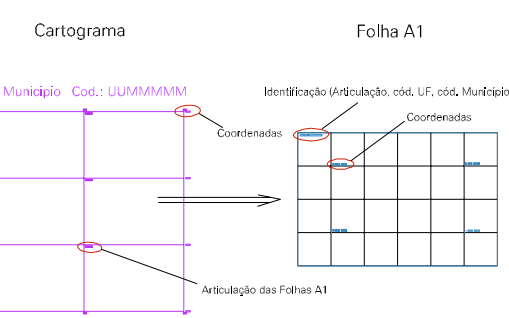 Cartograma
Folha A1
Município Cod.: UUMMMMM
Identificação (Articulação, cód. UF, cód. Município
Coordenadas
Coordenadas
Articulação das Folhas A1